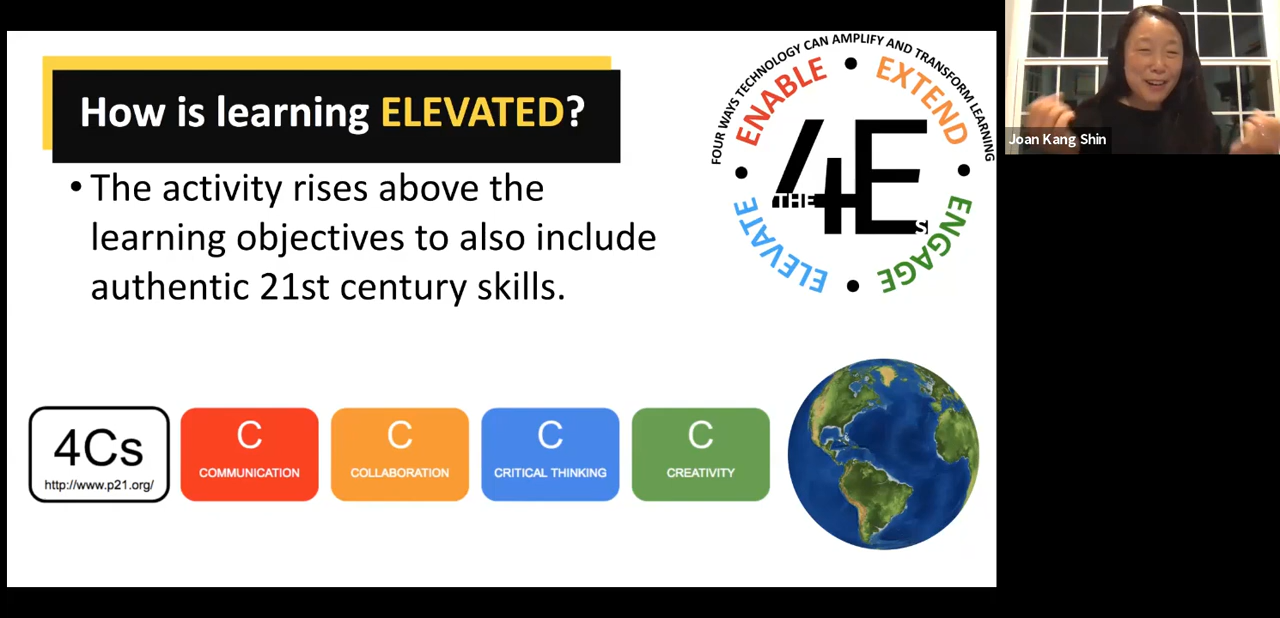 How is learning ELEVATED?
• The activity rises above the
learning objectives to also include
authentic 21st century skills.
FOUR WAYS TECHNOLOGY CAN AMPLIFY AND TRANSFORM LEARNING
ENABLE • EXTEND • ENGAGE • ELEVATE •
THE 4Es
Joan Kang Shin
4Cs
http://www.p21.org/
C
COMMUNICATION
C
COLLABORATION
C
CRITICAL THINKING
C
CREATIVITY